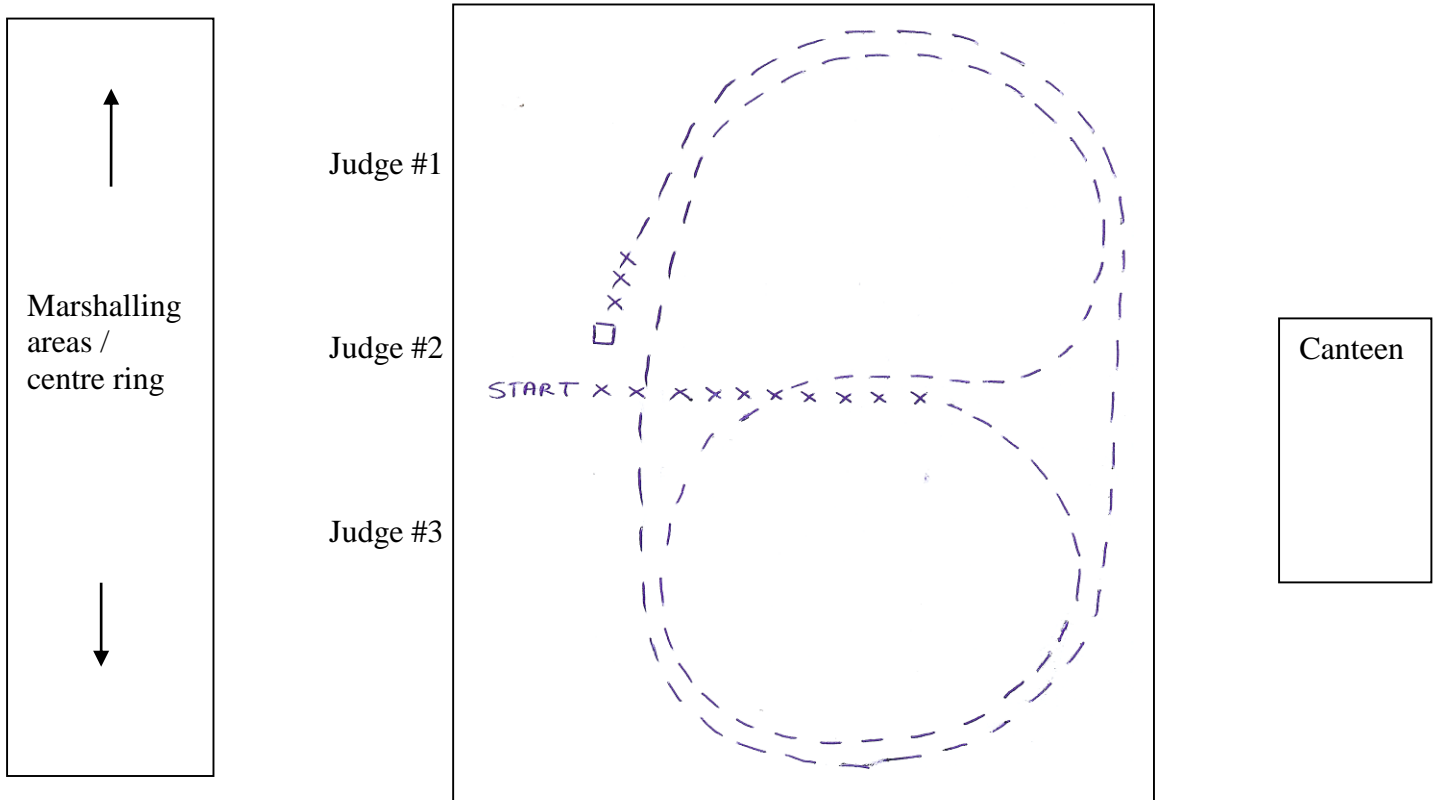 Judge #1
Marshalling
areas /
centre ring
Judge #2
Canteen
START x x x x x x x x x x
Judge #3